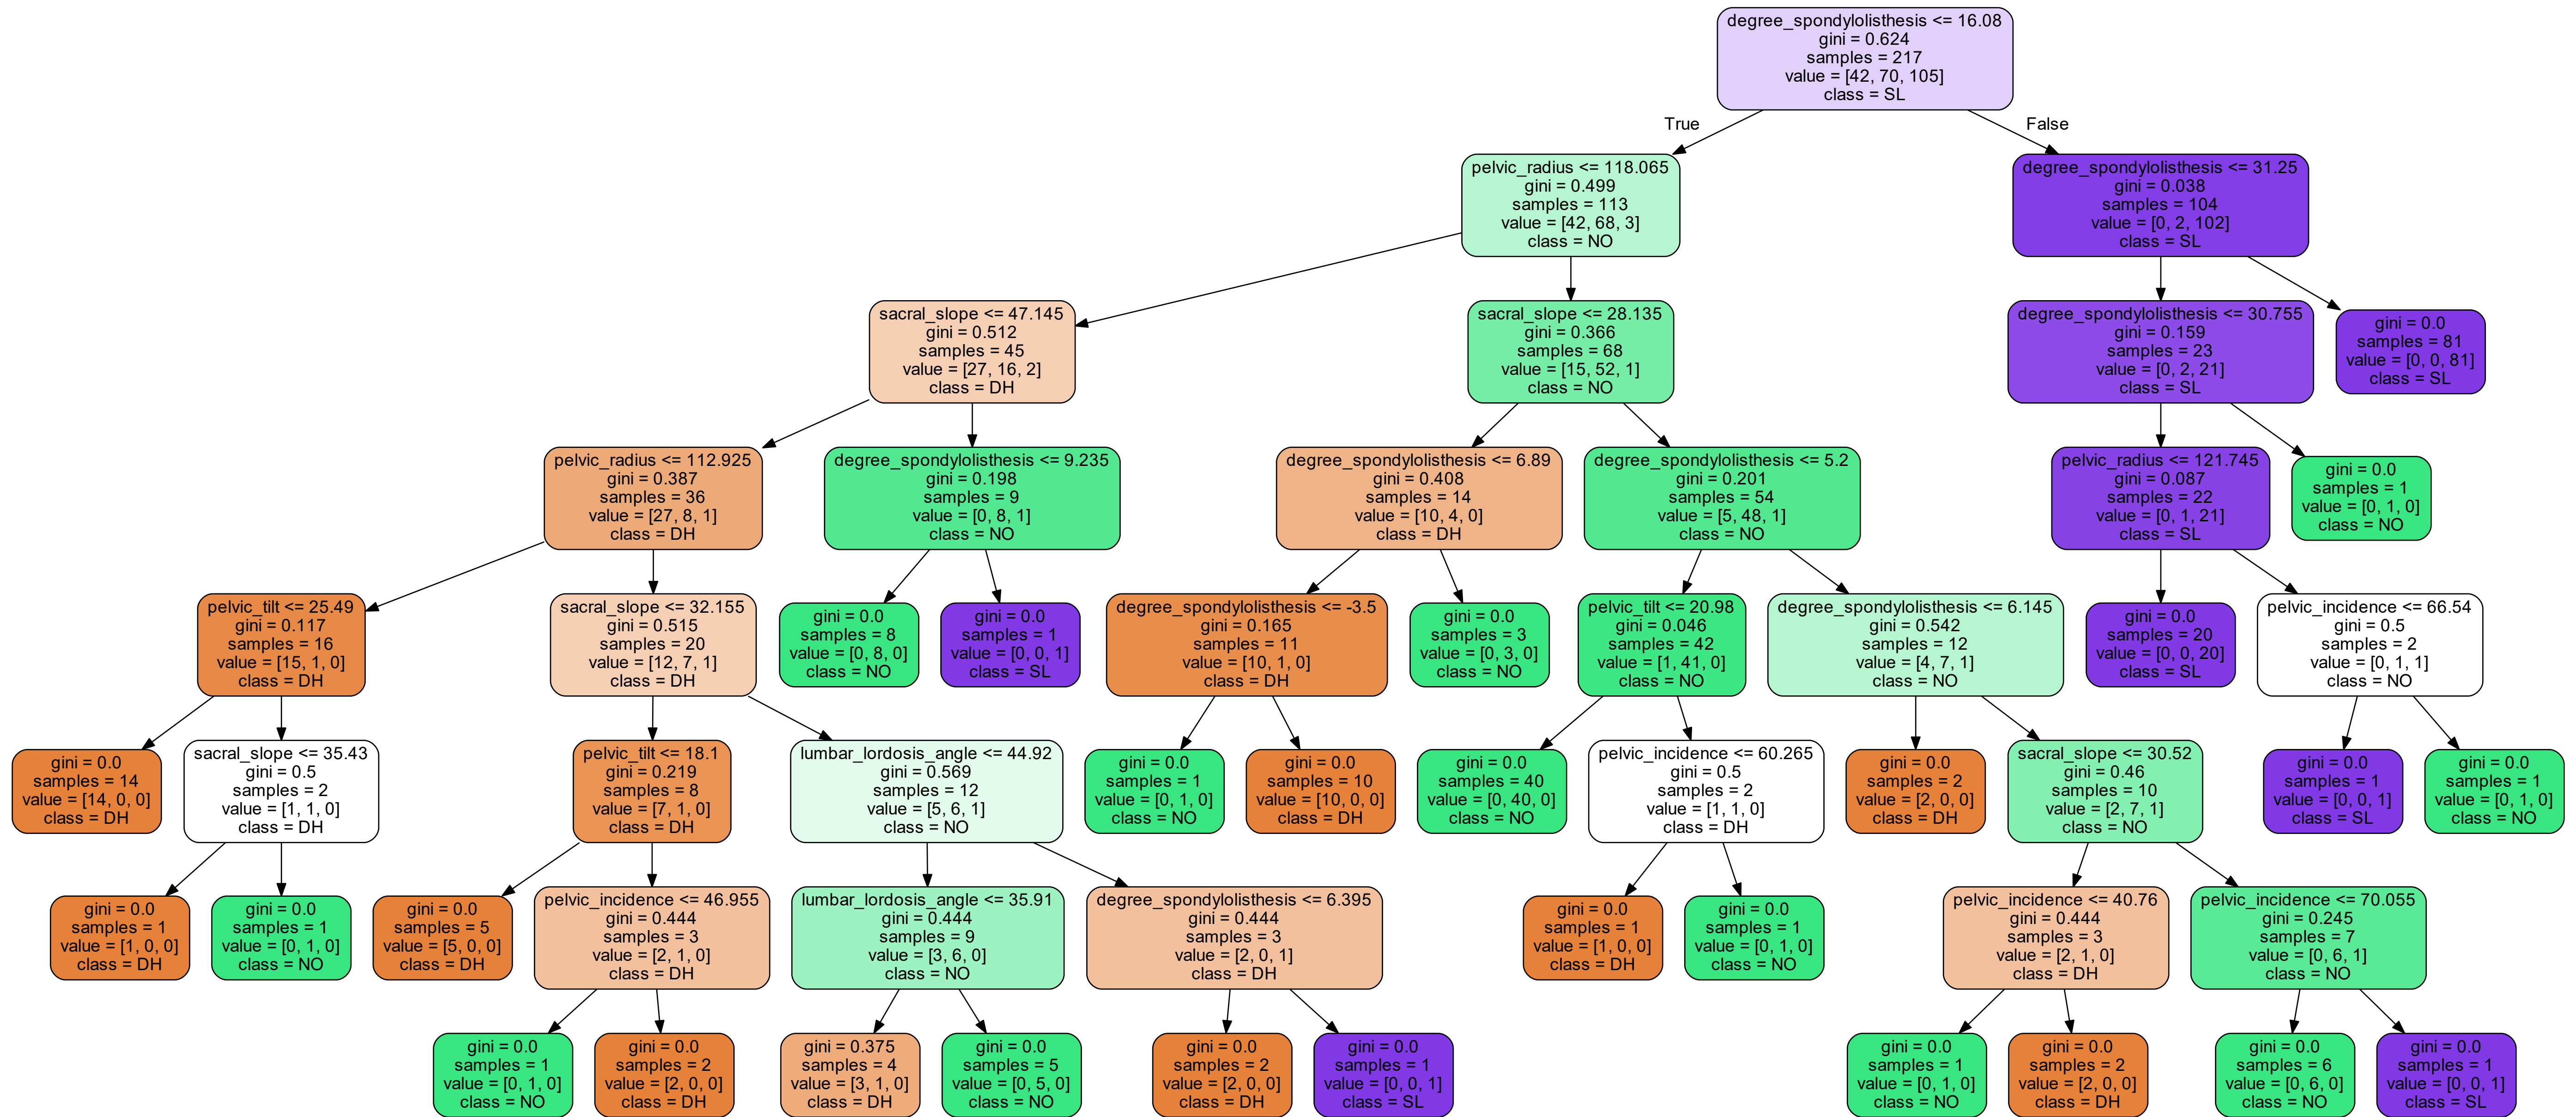 degree_spondylolisthesis <= 16.08
gini = 0.624
samples = 217
value = [42, 70, 105]
class = SL
True
False
pelvic_radius <= 118.065
gini = 0.499
samples = 113
value = [42, 68, 3]
class = NO
degree_spondylolisthesis <= 31.25
gini = 0.038
samples = 104
value = [0, 2, 102]
class = SL
sacral_slope <= 47.145
gini = 0.512
samples = 45
value = [27, 16, 2]
class = DH
sacral_slope <= 28.135
gini = 0.366
samples = 68
value = [15, 52, 1]
class = NO
degree_spondylolisthesis <= 30.755
gini = 0.159
samples = 23
value = [0, 2, 21]
class = SL
gini = 0.0
samples = 81
value = [0, 0, 81]
class = SL
pelvic_radius <= 112.925
gini = 0.387
samples = 36
value = [27, 8, 1]
class = DH
degree_spondylolisthesis <= 9.235
gini = 0.198
samples = 9
value = [0, 8, 1]
class = NO
degree_spondylolisthesis <= 6.89
gini = 0.408
samples = 14
value = [10, 4, 0]
class = DH
degree_spondylolisthesis <= 5.2
gini = 0.201
samples = 54
value = [5, 48, 1]
class = NO
pelvic_radius <= 121.745
gini = 0.087
samples = 22
value = [0, 1, 21]
class = SL
gini = 0.0
samples = 1
value = [0, 1, 0]
class = NO
pelvic_tilt <= 25.49
gini = 0.117
samples = 16
value = [15, 1, 0]
class = DH
sacral_slope <= 32.155
gini = 0.515
samples = 20
value = [12, 7, 1]
class = DH
gini = 0.0
samples = 8
value = [0, 8, 0]
class = NO
gini = 0.0
samples = 1
value = [0, 0, 1]
class = SL
degree_spondylolisthesis <= -3.5
gini = 0.165
samples = 11
value = [10, 1, 0]
class = DH
gini = 0.0
samples = 3
value = [0, 3, 0]
class = NO
pelvic_tilt <= 20.98
gini = 0.046
samples = 42
value = [1, 41, 0]
class = NO
degree_spondylolisthesis <= 6.145
gini = 0.542
samples = 12
value = [4, 7, 1]
class = NO
gini = 0.0
samples = 20
value = [0, 0, 20]
class = SL
pelvic_incidence <= 66.54
gini = 0.5
samples = 2
value = [0, 1, 1]
class = NO
gini = 0.0
samples = 14
value = [14, 0, 0]
class = DH
sacral_slope <= 35.43
gini = 0.5
samples = 2
value = [1, 1, 0]
class = DH
pelvic_tilt <= 18.1
gini = 0.219
samples = 8
value = [7, 1, 0]
class = DH
lumbar_lordosis_angle <= 44.92
gini = 0.569
samples = 12
value = [5, 6, 1]
class = NO
gini = 0.0
samples = 1
value = [0, 1, 0]
class = NO
gini = 0.0
samples = 10
value = [10, 0, 0]
class = DH
gini = 0.0
samples = 40
value = [0, 40, 0]
class = NO
pelvic_incidence <= 60.265
gini = 0.5
samples = 2
value = [1, 1, 0]
class = DH
gini = 0.0
samples = 2
value = [2, 0, 0]
class = DH
sacral_slope <= 30.52
gini = 0.46
samples = 10
value = [2, 7, 1]
class = NO
gini = 0.0
samples = 1
value = [0, 0, 1]
class = SL
gini = 0.0
samples = 1
value = [0, 1, 0]
class = NO
gini = 0.0
samples = 1
value = [1, 0, 0]
class = DH
gini = 0.0
samples = 1
value = [0, 1, 0]
class = NO
gini = 0.0
samples = 5
value = [5, 0, 0]
class = DH
pelvic_incidence <= 46.955
gini = 0.444
samples = 3
value = [2, 1, 0]
class = DH
lumbar_lordosis_angle <= 35.91
gini = 0.444
samples = 9
value = [3, 6, 0]
class = NO
degree_spondylolisthesis <= 6.395
gini = 0.444
samples = 3
value = [2, 0, 1]
class = DH
gini = 0.0
samples = 1
value = [1, 0, 0]
class = DH
gini = 0.0
samples = 1
value = [0, 1, 0]
class = NO
pelvic_incidence <= 40.76
gini = 0.444
samples = 3
value = [2, 1, 0]
class = DH
pelvic_incidence <= 70.055
gini = 0.245
samples = 7
value = [0, 6, 1]
class = NO
gini = 0.0
samples = 1
value = [0, 1, 0]
class = NO
gini = 0.0
samples = 2
value = [2, 0, 0]
class = DH
gini = 0.375
samples = 4
value = [3, 1, 0]
class = DH
gini = 0.0
samples = 5
value = [0, 5, 0]
class = NO
gini = 0.0
samples = 2
value = [2, 0, 0]
class = DH
gini = 0.0
samples = 1
value = [0, 0, 1]
class = SL
gini = 0.0
samples = 1
value = [0, 1, 0]
class = NO
gini = 0.0
samples = 2
value = [2, 0, 0]
class = DH
gini = 0.0
samples = 6
value = [0, 6, 0]
class = NO
gini = 0.0
samples = 1
value = [0, 0, 1]
class = SL